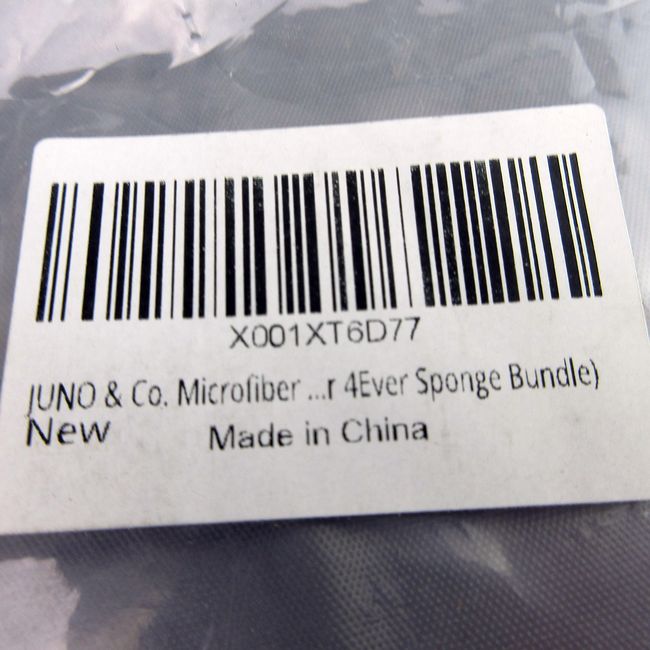 X001XT6D77
JUNO & Co. Microfiber ...r 4Ever Sponge Bundle)
New Made in China